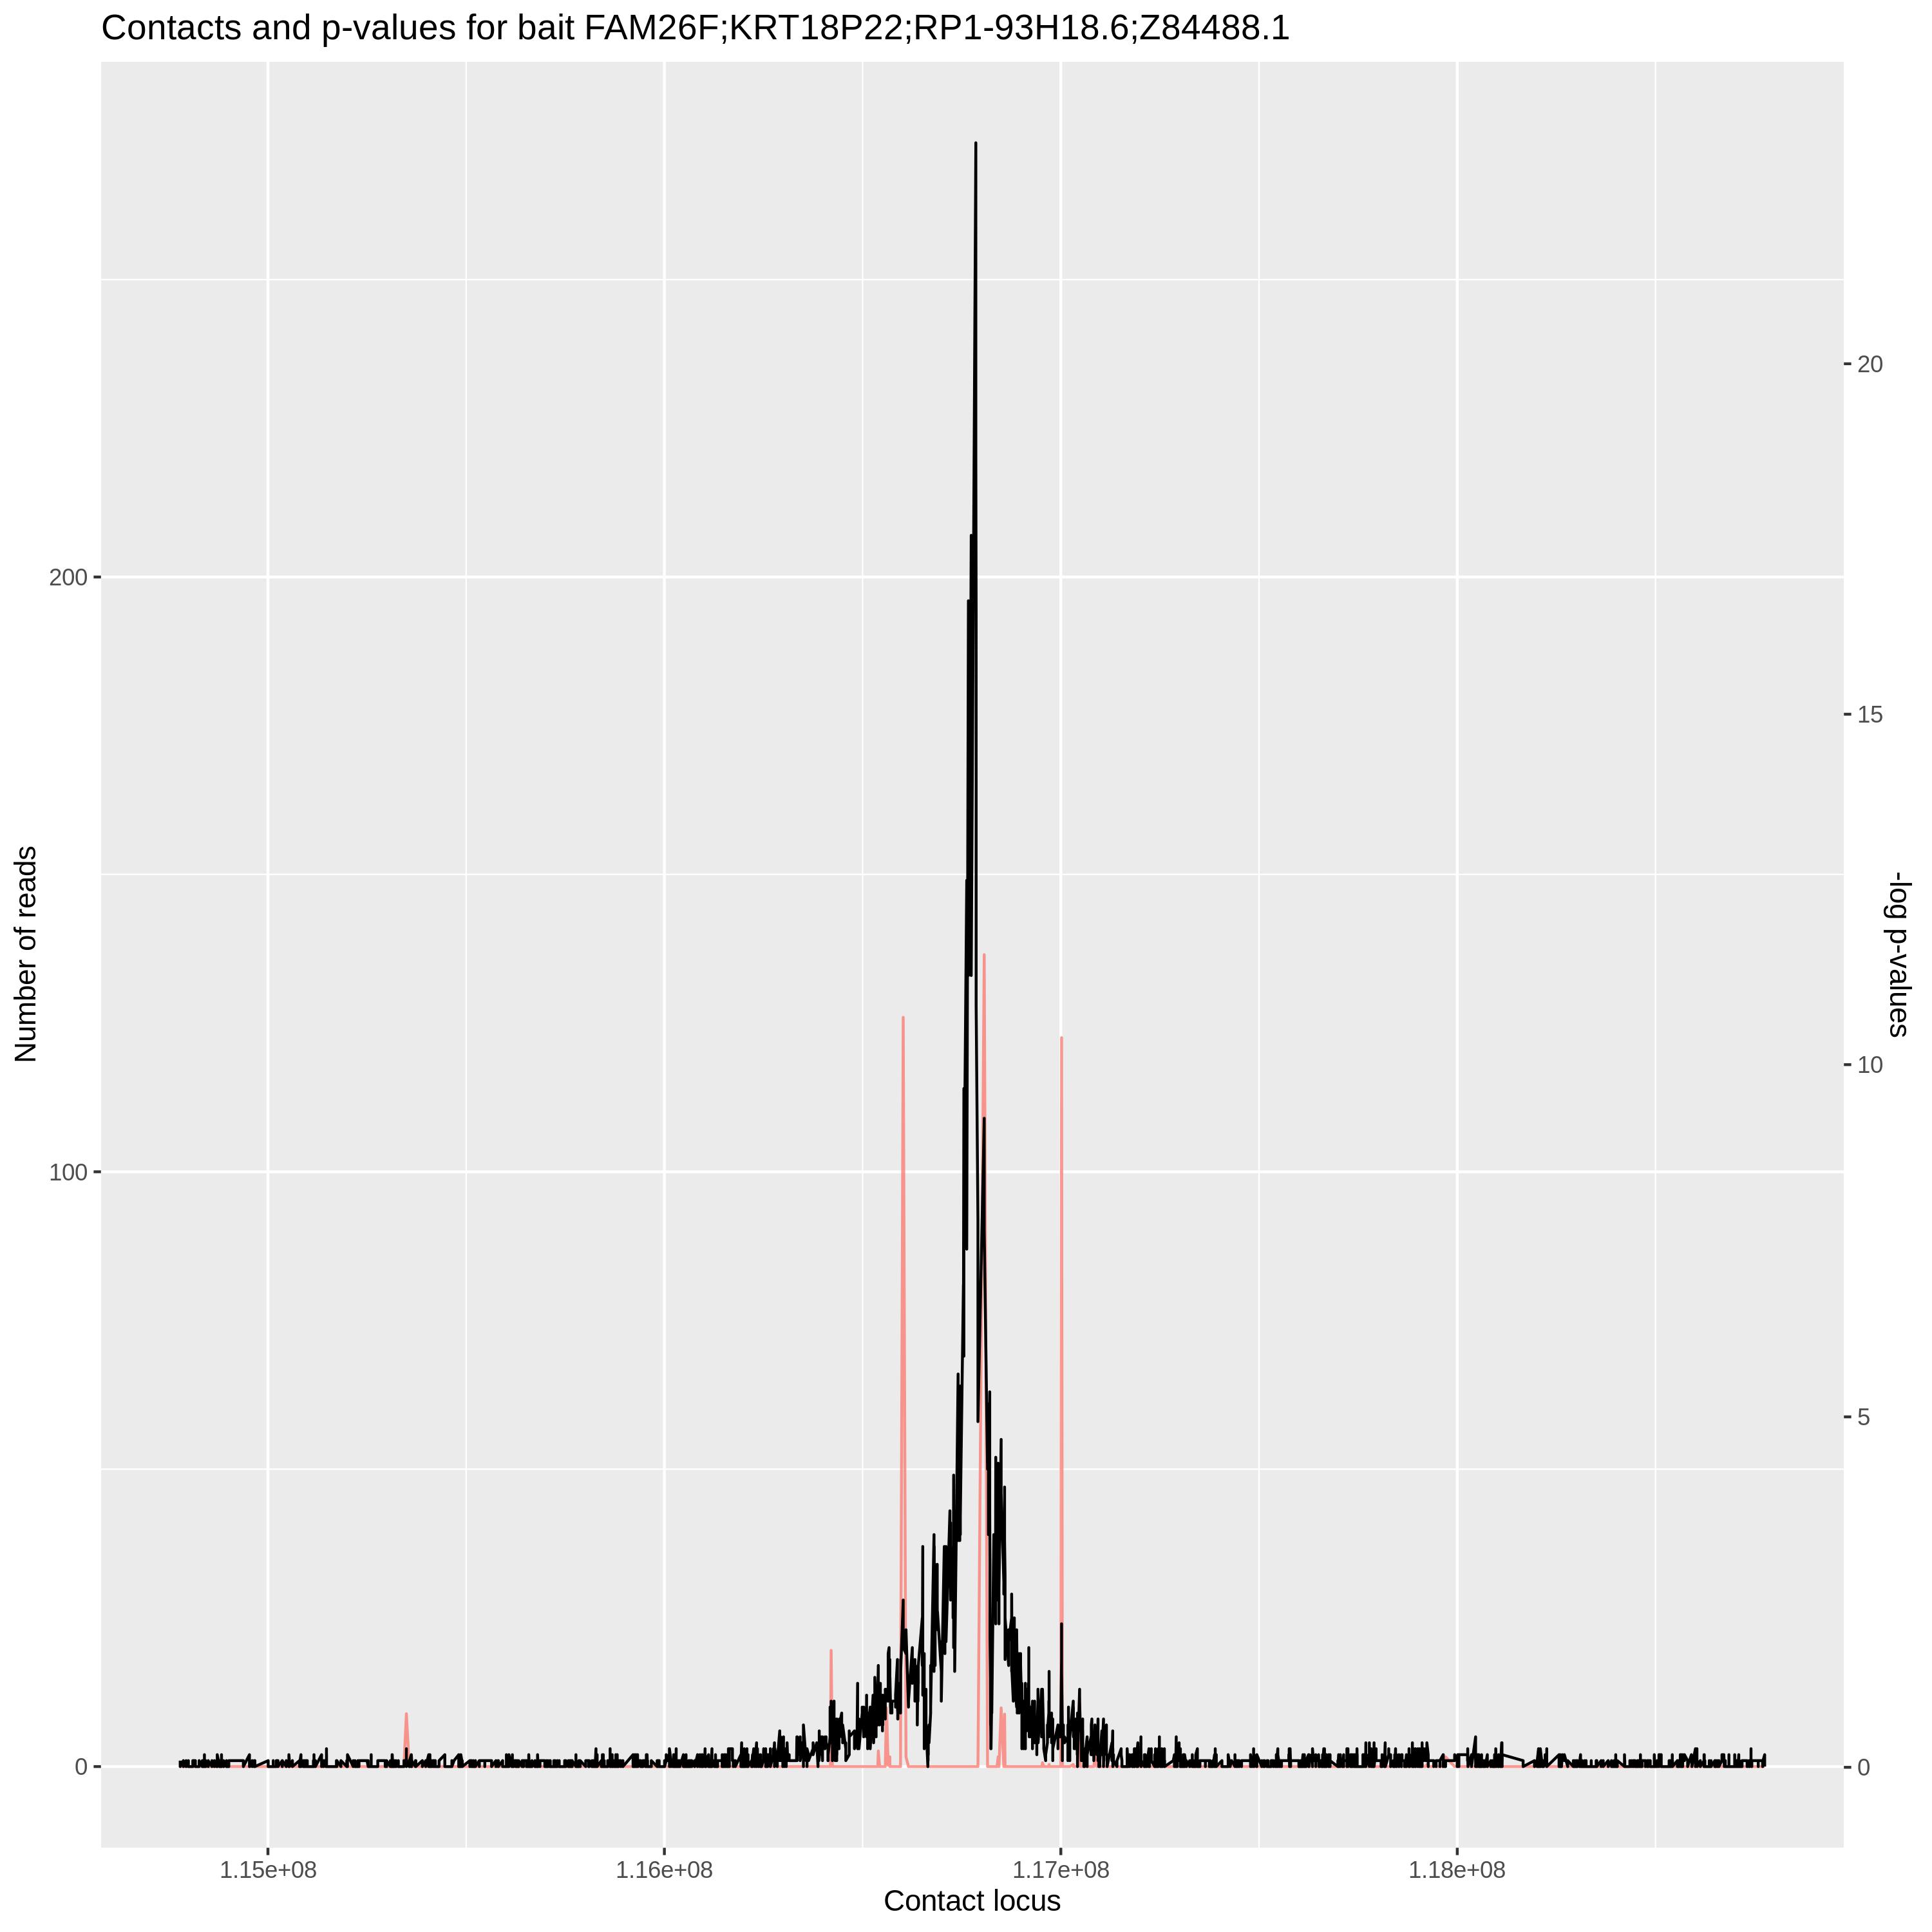 Contacts and p-values for bait FAM26F;KRT18P22;RP1-93H18.6;Z84488.1
Number of reads
200
100
0
20
15
10
5
0
-log p-values
1.15e+08
1.16e+08
1.17e+08
1.18e+08
Contact locus